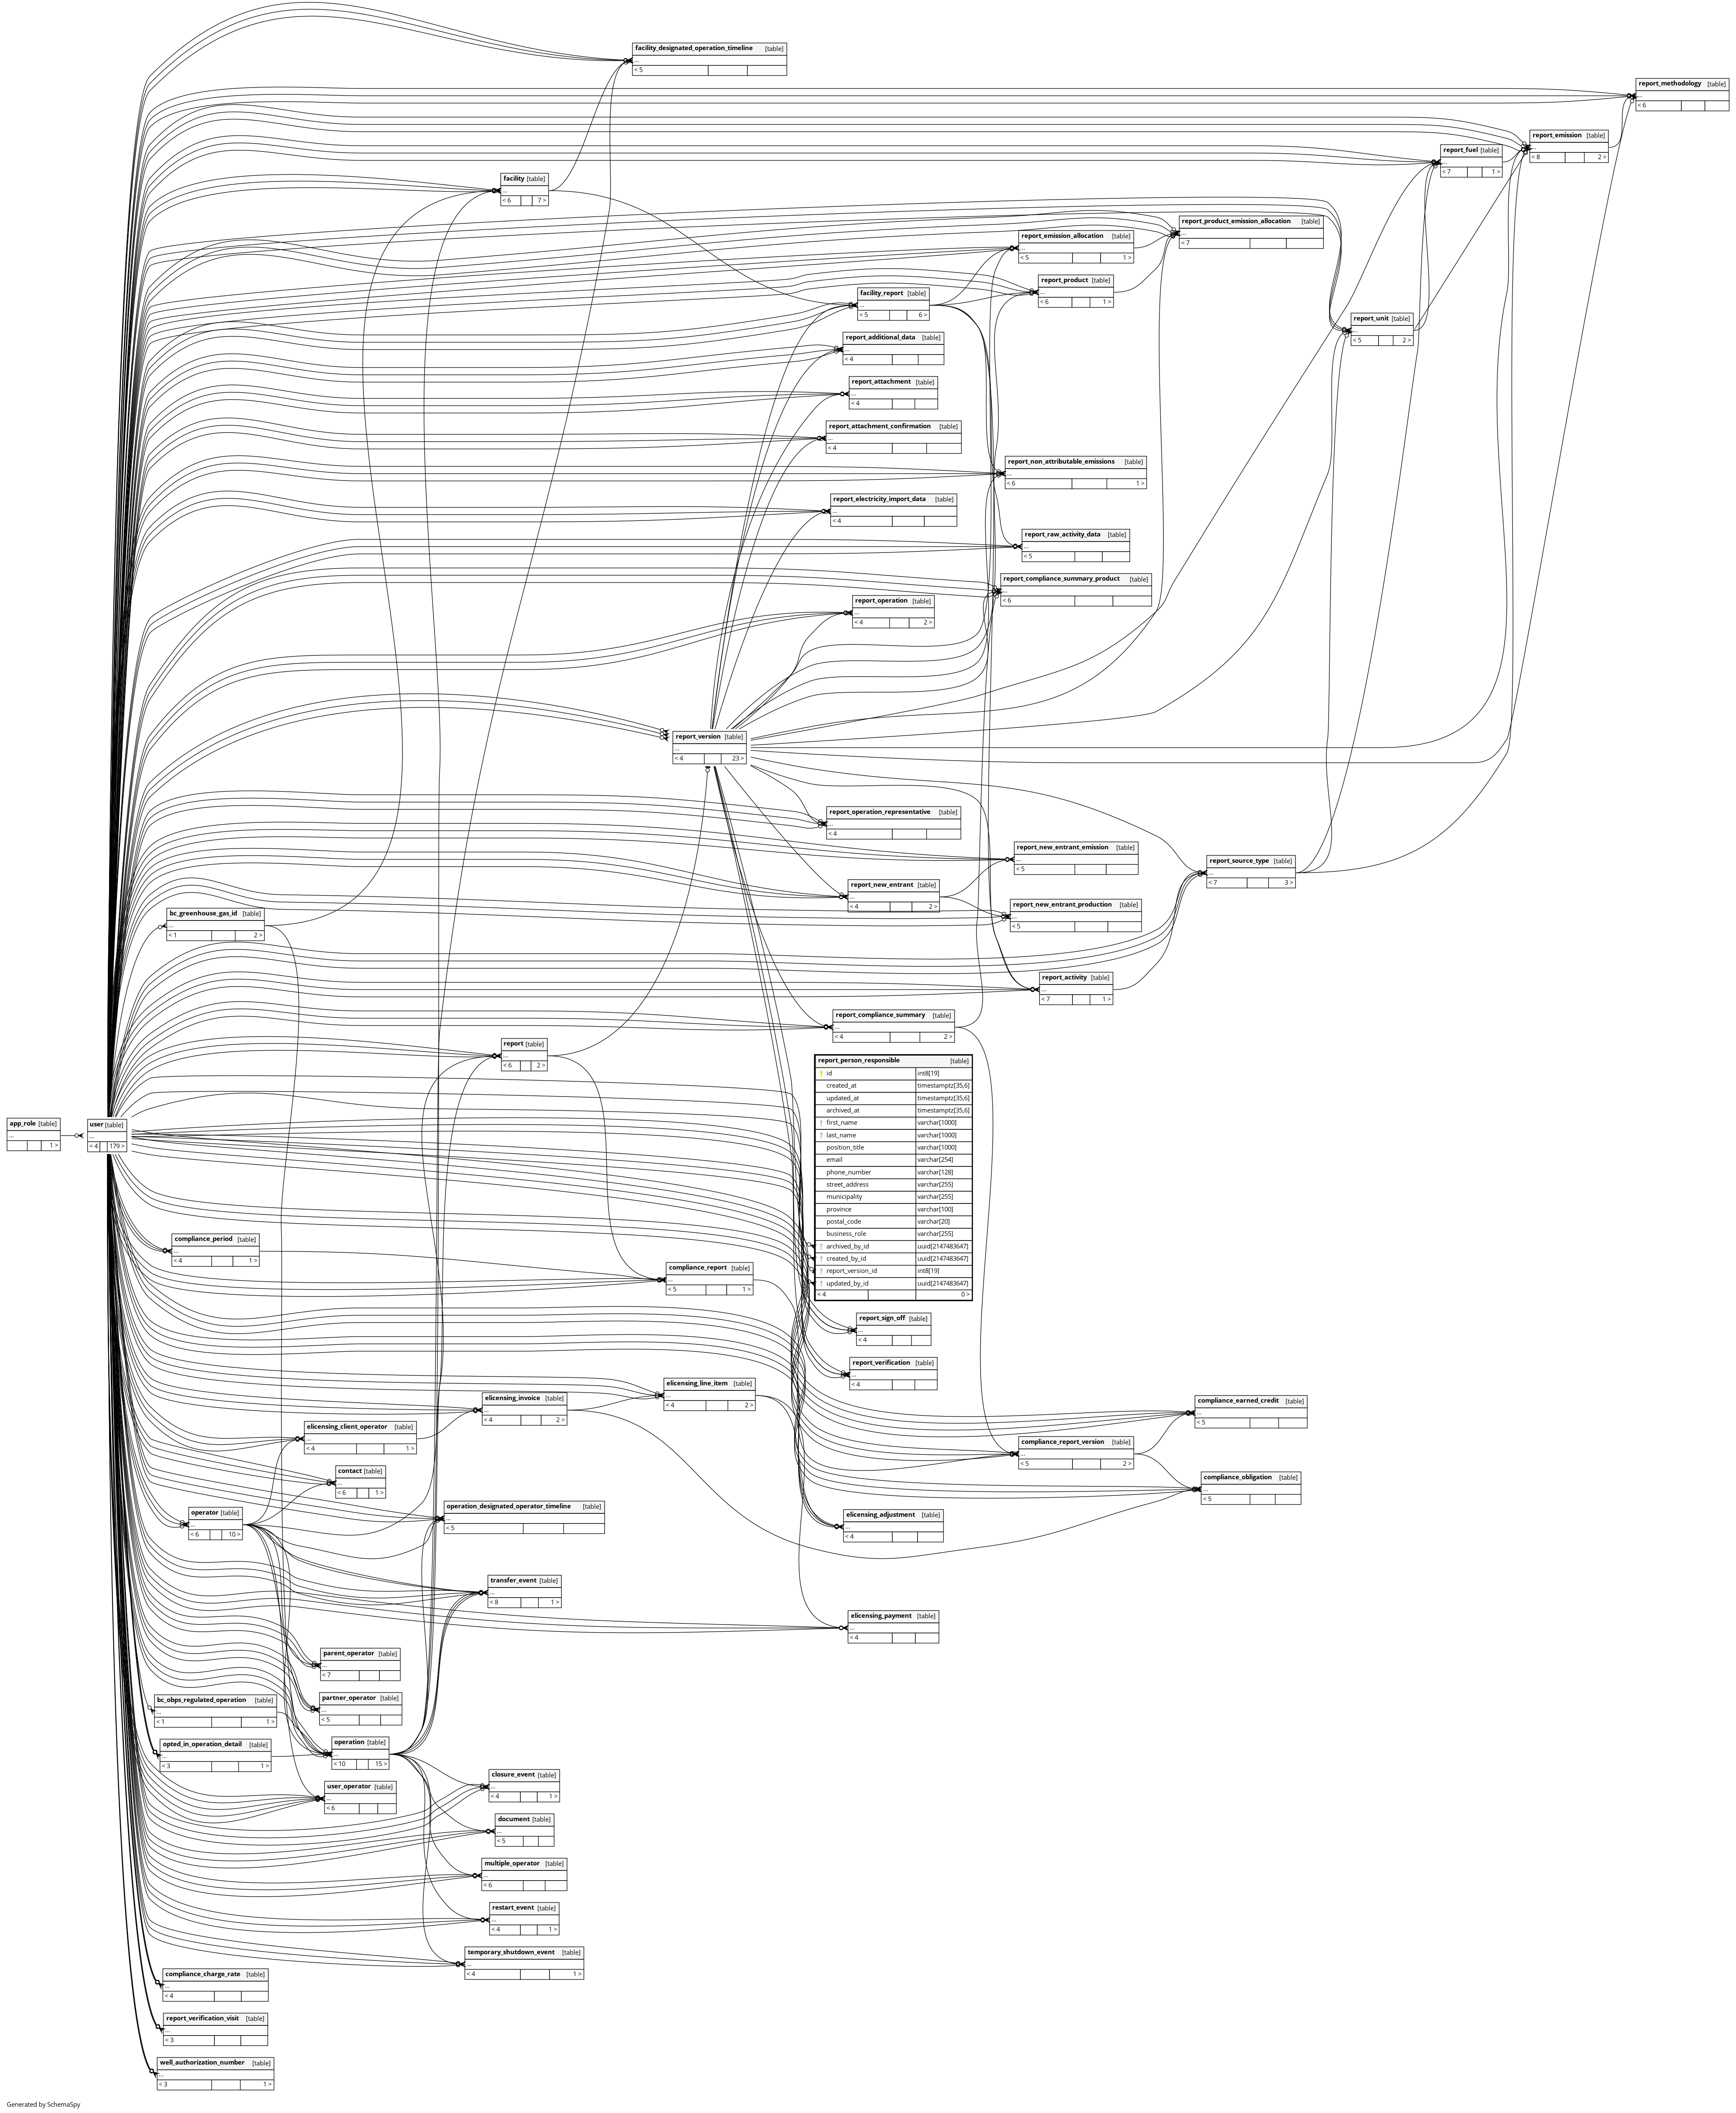 facility_designated_operation_timeline [table]
...
< 5
report_methodology [table]
...
< 6
report_emission [table]
...
< 8 2 >
report_fuel [table]
...
< 7 1 >
facility [table]
...
< 6 7 >
report_product_emission_allocation [table]
...
< 7
report_emission_allocation [table]
...
< 5 1 >
report_product [table]
...
< 6 1 >
facility_report [table]
...
< 5 6 >
report_unit [table]
...
< 5 2 >
report_additional_data [table]
...
< 4
report_attachment [table]
...
< 4
report_attachment_confirmation [table]
...
< 4
report_non_attributable_emissions [table]
...
< 6 1 >
report_electricity_import_data [table]
...
< 4
report_raw_activity_data [table]
...
< 5
report_compliance_summary_product [table]
...
< 6
report_operation [table]
...
< 4 2 >
report_version [table]
...
< 4 23 >
report_operation_representative [table]
...
< 4
report_new_entrant_emission [table]
...
< 5
report_source_type [table]
...
< 7 3 >
report_new_entrant [table]
...
< 4 2 >
report_new_entrant_production [table]
...
< 5
bc_greenhouse_gas_id [table]
...
< 1 2 >
report_activity [table]
...
< 7 1 >
report_compliance_summary [table]
...
< 4 2 >
report [table]
...
< 6 2 >
report_person_responsible [table]
id int8[19]
created_at timestamptz[35,6]
updated_at timestamptz[35,6]
archived_at timestamptz[35,6]
first_name varchar[1000]
last_name varchar[1000]
position_title varchar[1000]
email varchar[254]
phone_number varchar[128]
street_address varchar[255]
municipality varchar[255]
province varchar[100]
postal_code varchar[20]
business_role varchar[255]
archived_by_id uuid[2147483647]
created_by_id uuid[2147483647]
report_version_id int8[19]
updated_by_id uuid[2147483647]
< 4 0 >
app_role [table]
...
1 >
user [table]
...
< 4 179 >
compliance_period [table]
...
< 4 1 >
compliance_report [table]
...
< 5 1 >
report_sign_off [table]
...
< 4
report_verification [table]
...
< 4
elicensing_line_item [table]
...
< 4 2 >
elicensing_invoice [table]
...
< 4 2 >
compliance_earned_credit [table]
...
< 5
elicensing_client_operator [table]
...
< 4 1 >
compliance_report_version [table]
...
< 5 2 >
contact [table]
...
< 6 1 >
compliance_obligation [table]
...
< 5
operation_designated_operator_timeline [table]
...
< 5
operator [table]
...
< 6 10 >
elicensing_adjustment [table]
...
< 4
transfer_event [table]
...
< 8 1 >
elicensing_payment [table]
...
< 4
parent_operator [table]
...
< 7
partner_operator [table]
...
< 5
bc_obps_regulated_operation [table]
...
< 1 1 >
operation [table]
...
< 10 15 >
opted_in_operation_detail [table]
...
< 3 1 >
closure_event [table]
...
< 4 1 >
user_operator [table]
...
< 6
document [table]
...
< 5
multiple_operator [table]
...
< 6
restart_event [table]
...
< 4 1 >
temporary_shutdown_event [table]
...
< 4 1 >
compliance_charge_rate [table]
...
< 4
report_verification_visit [table]
...
< 3
well_authorization_number [table]
...
< 3 1 >
Generated by SchemaSpy